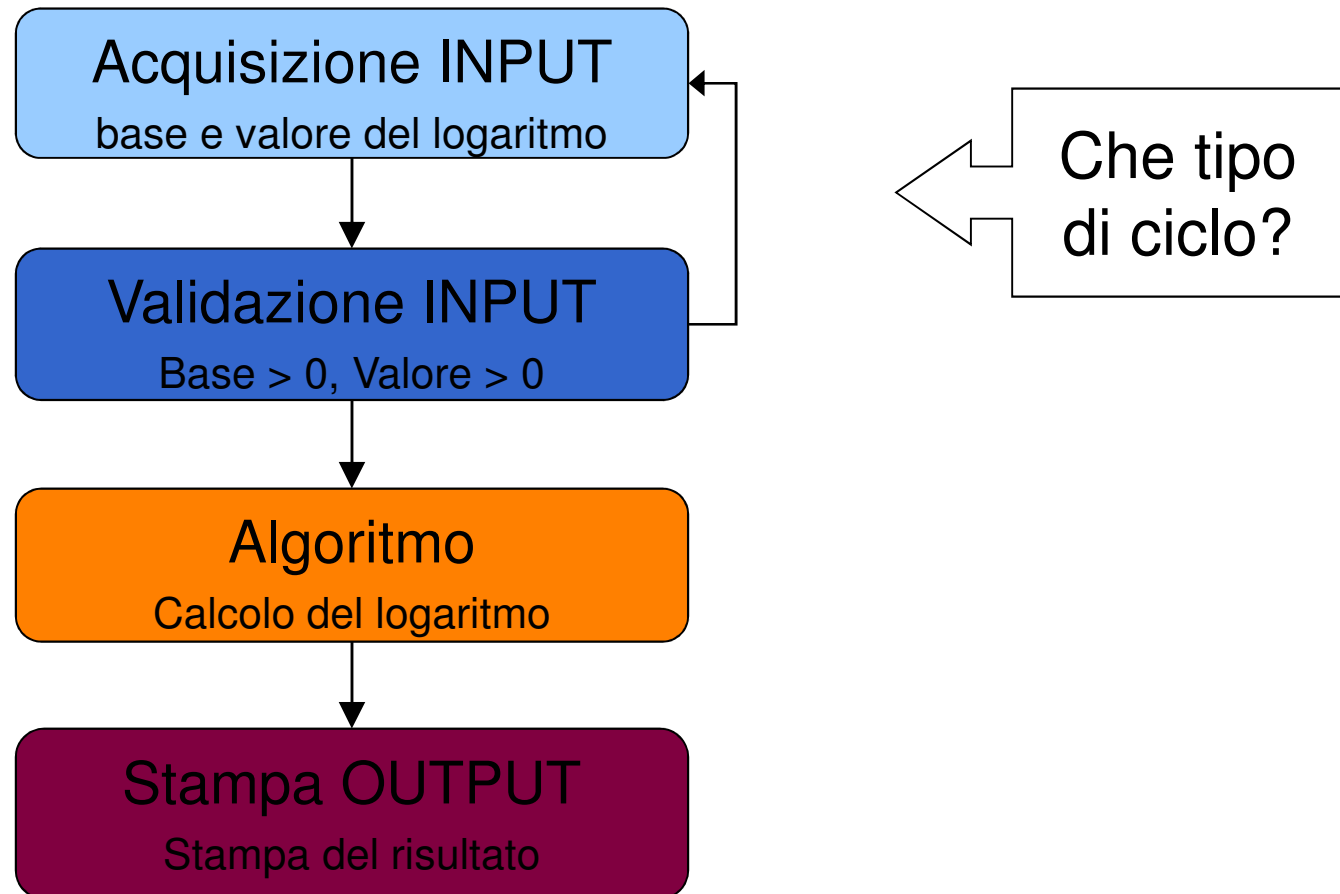 Acquisizione INPUT
base e valore del logaritmo
Che tipo
di ciclo?
Validazione INPUT
Base > 0, Valore > 0
Algoritmo
Calcolo del logaritmo
Stampa OUTPUT
Stampa del risultato